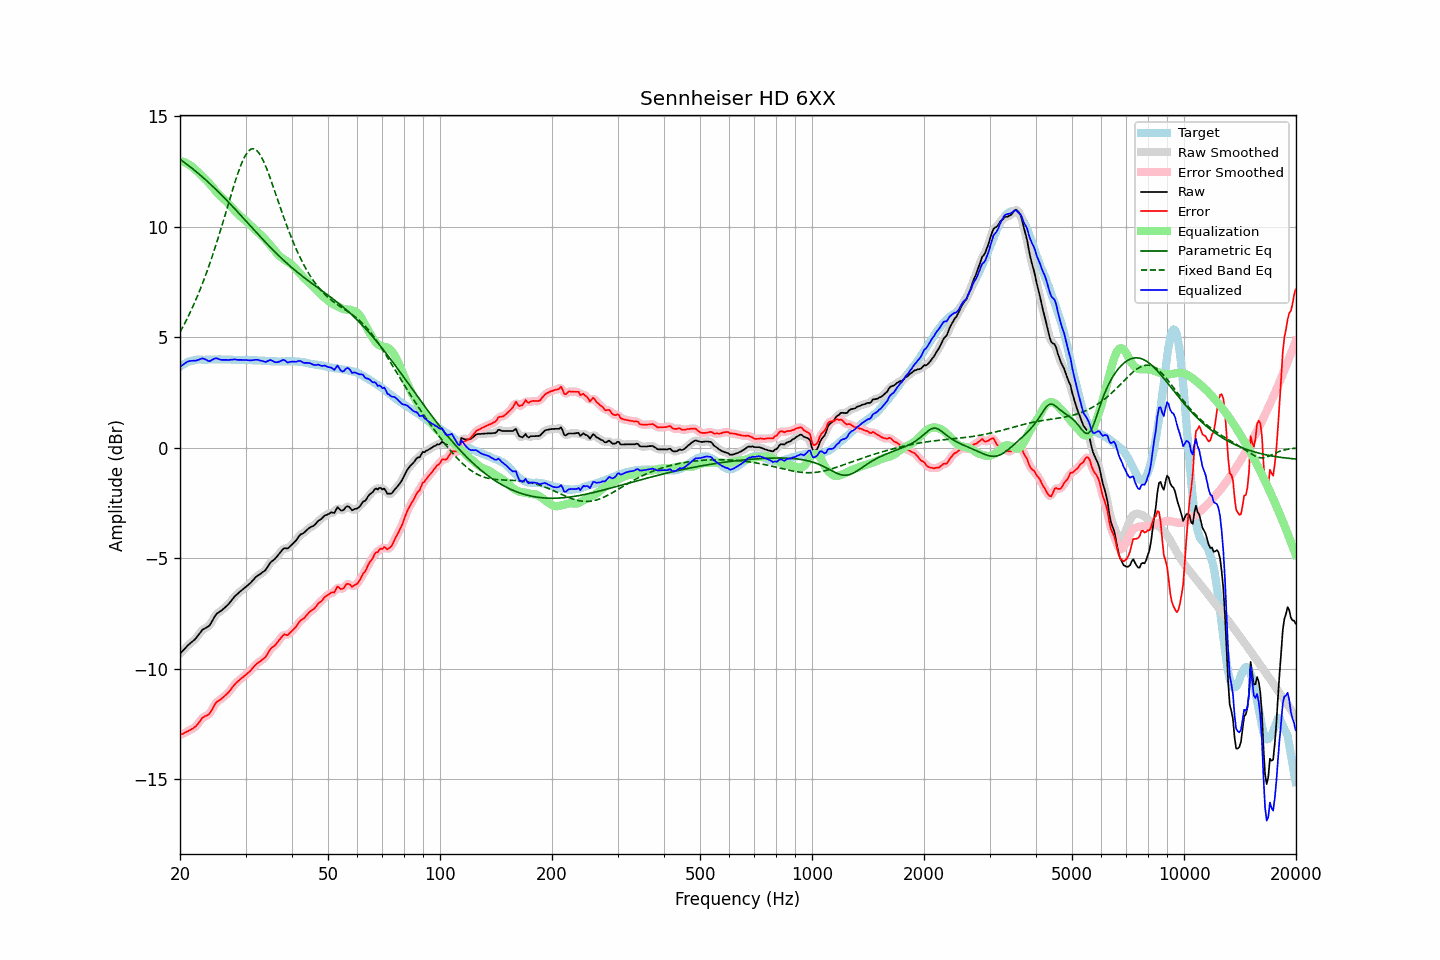 Sennheiser HD 6XX
Amplitude (dBr)
15
10
5
0
−5
−10
−15
Target
Raw Smoothed
Error Smoothed
Raw
Error
Equalization
Parametric Eq
Fixed Band Eq
Equalized
20
50
100
200
500
1000
2000
5000
10000
20000
Frequency (Hz)